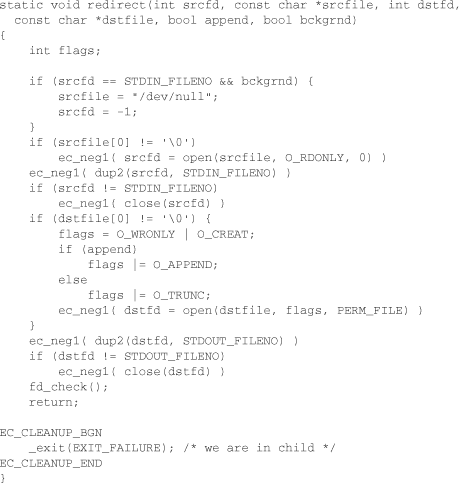 static void redirect(int srcfd, const char *srcfile, int dstfd,
  const char *dstfile, bool append, bool bckgrnd)
{
    int flags;

    if (srcfd == STDIN_FILENO && bckgrnd) {
        srcfile = "/dev/null";
        srcfd = -1;
    }
    if (srcfile[0] != '\0')
        ec_neg1( srcfd = open(srcfile, O_RDONLY, 0) )
    ec_neg1( dup2(srcfd, STDIN_FILENO) )
    if (srcfd != STDIN_FILENO)
        ec_neg1( close(srcfd) )
    if (dstfile[0] != '\0') {
        flags = O_WRONLY | O_CREAT;
        if (append)
            flags |= O_APPEND;
        else
            flags |= O_TRUNC;
        ec_neg1( dstfd = open(dstfile, flags, PERM_FILE) )
    }
    ec_neg1( dup2(dstfd, STDOUT_FILENO) )
    if (dstfd != STDOUT_FILENO)
        ec_neg1( close(dstfd) )
    fd_check();
    return;

EC_CLEANUP_BGN
    _exit(EXIT_FAILURE); /* we are in child */
EC_CLEANUP_END
}